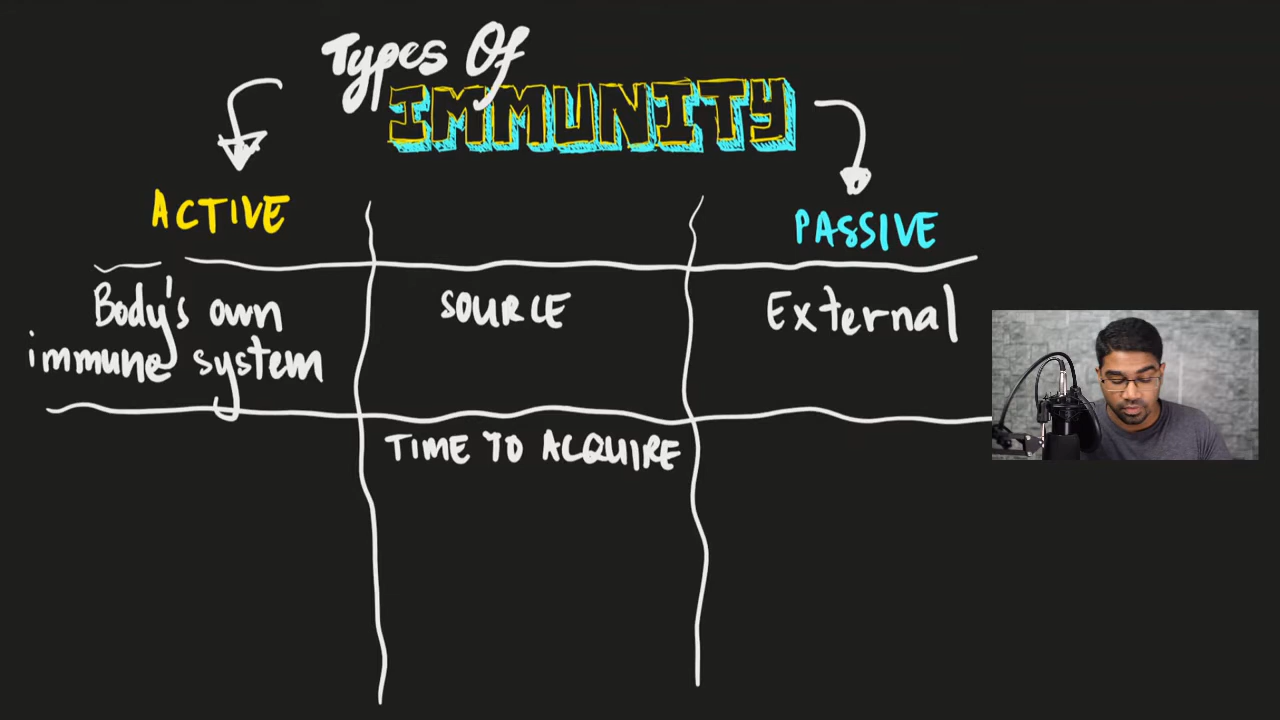 Types Of
IMMUNITY
ACTIVE
PASSIVE
Body's own
immune system
SOURCE
External
TIME TO ACQUIRE